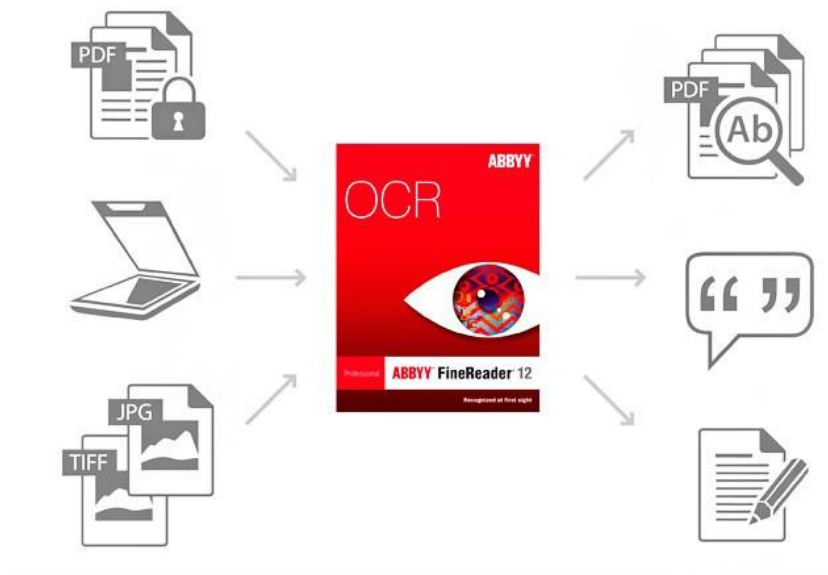 PDF
JPG
TIFF
ABBYY
OCR
Professional
ABBYY FineReader 12
Recognized at first sight
PDF
Ab
“ ”